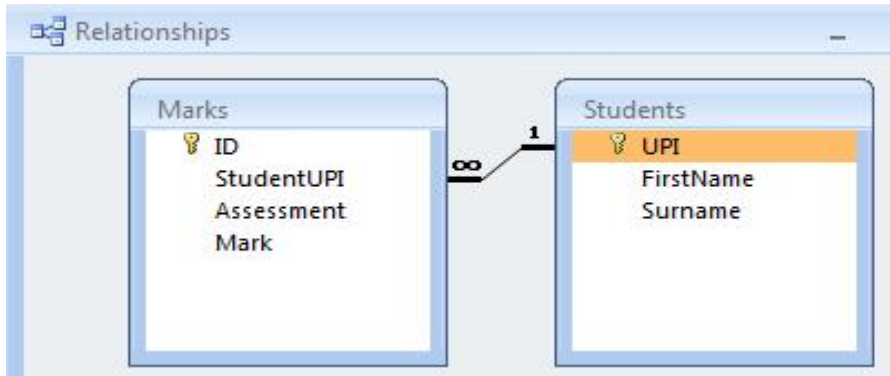 Relationships
Marks
ID
StudentUPI
Assessment
Mark
∞
1
Students
UPI
FirstName
Surname